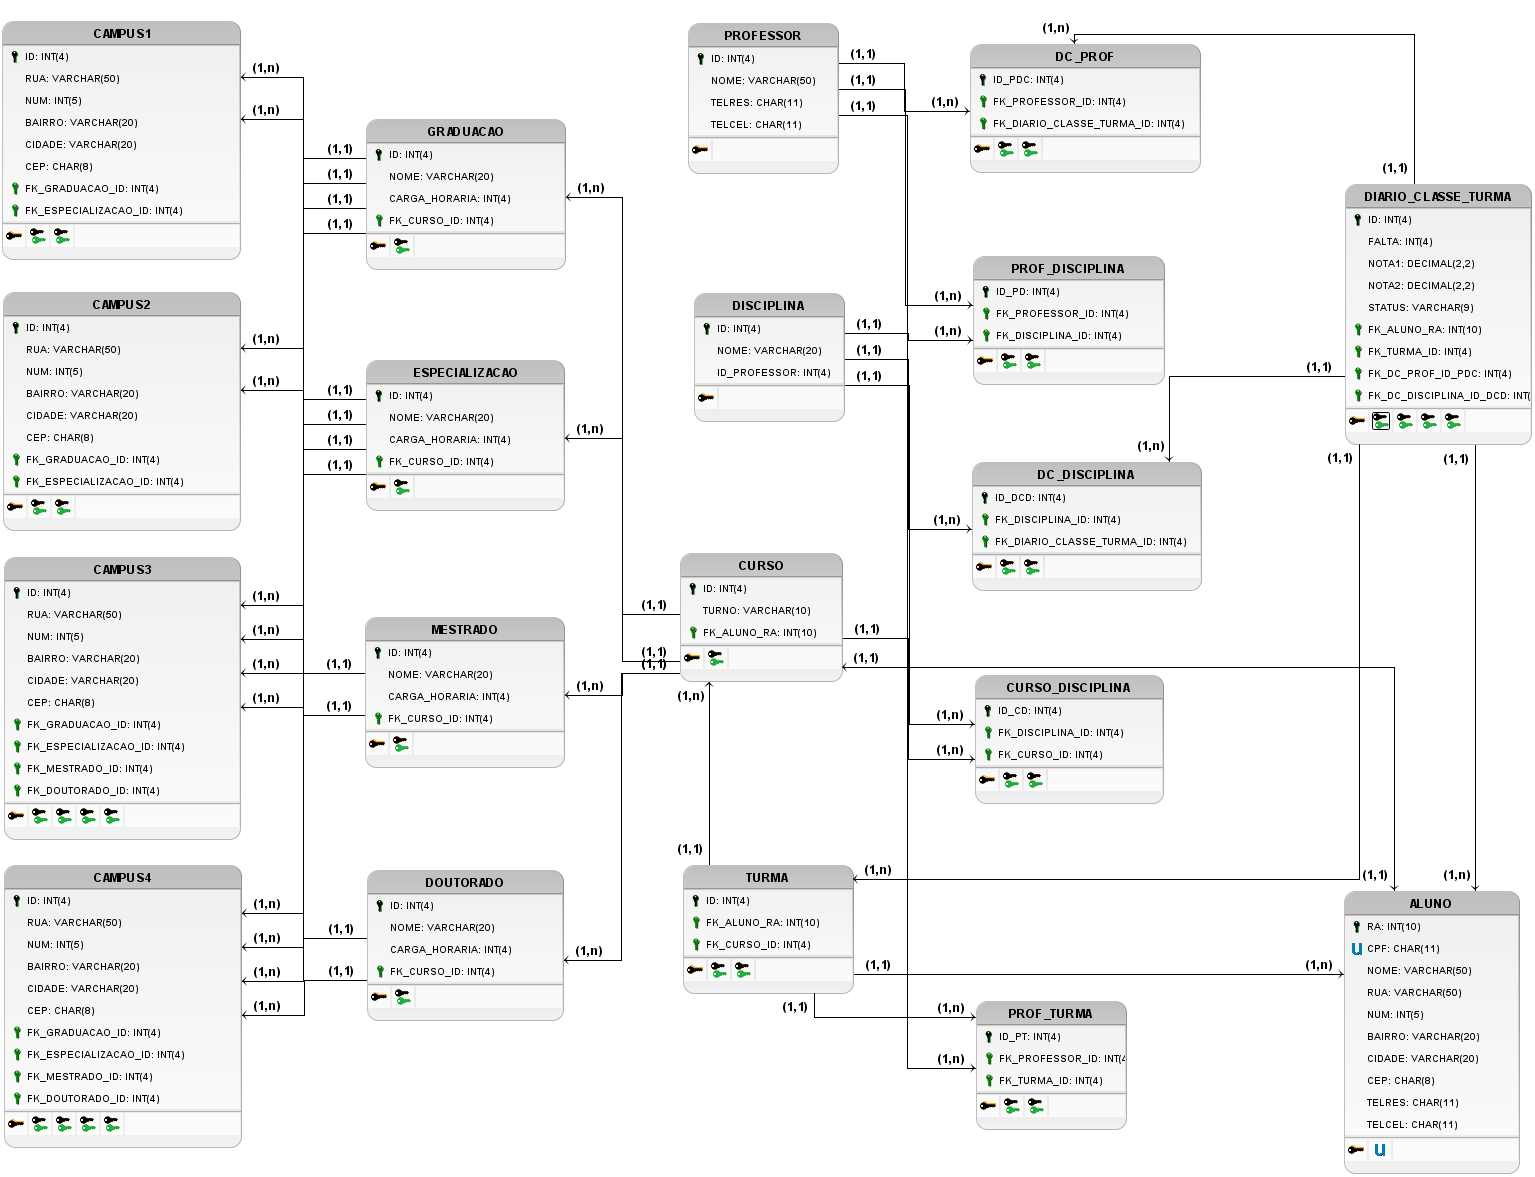 CAMPUS1
ID: INT(4)
RUA: VARCHAR(50)
NUM: INT(5)
BAIRRO: VARCHAR(20)
CIDADE: VARCHAR(20)
CEP: CHAR(8)
FK_GRADUACAO_ID: INT(4)
FK_ESPECIALIZACAO_ID: INT(4)
(1,n)
(1,n)
CAMPUS2
ID: INT(4)
RUA: VARCHAR(50)
NUM: INT(5)
BAIRRO: VARCHAR(20)
CIDADE: VARCHAR(20)
CEP: CHAR(8)
FK_GRADUACAO_ID: INT(4)
FK_ESPECIALIZACAO_ID: INT(4)
(1,n)
(1,n)
CAMPUS3
ID: INT(4)
RUA: VARCHAR(50)
NUM: INT(5)
BAIRRO: VARCHAR(20)
CIDADE: VARCHAR(20)
CEP: CHAR(8)
FK_GRADUACAO_ID: INT(4)
FK_ESPECIALIZACAO_ID: INT(4)
FK_MESTRADO_ID: INT(4)
FK_DOUTORADO_ID: INT(4)
(1,n)
(1,n)
(1,n)
(1,n)
CAMPUS4
ID: INT(4)
RUA: VARCHAR(50)
NUM: INT(5)
BAIRRO: VARCHAR(20)
CIDADE: VARCHAR(20)
CEP: CHAR(8)
FK_GRADUACAO_ID: INT(4)
FK_ESPECIALIZACAO_ID: INT(4)
FK_MESTRADO_ID: INT(4)
FK_DOUTORADO_ID: INT(4)
(1,n)
(1,n)
(1,n)
(1,n)
GRADUACAO
ID: INT(4)
NOME: VARCHAR(20)
CARGA_HORARIA: INT(4)
FK_CURSO_ID: INT(4)
(1,1)
(1,1)
(1,1)
(1,1)
(1,n)
ESPECIALIZACAO
ID: INT(4)
NOME: VARCHAR(20)
CARGA_HORARIA: INT(4)
FK_CURSO_ID: INT(4)
(1,1)
(1,1)
(1,1)
(1,1)
(1,n)
MESTRADO
ID: INT(4)
NOME: VARCHAR(20)
CARGA_HORARIA: INT(4)
FK_CURSO_ID: INT(4)
(1,1)
(1,1)
(1,n)
DOUTORADO
ID: INT(4)
NOME: VARCHAR(20)
CARGA_HORARIA: INT(4)
FK_CURSO_ID: INT(4)
(1,1)
(1,1)
(1,n)
PROFESSOR
ID: INT(4)
NOME: VARCHAR(50)
TELRES: CHAR(11)
TELCEL: CHAR(11)
(1,1)
(1,1)
(1,1)
DISCIPLINA
ID: INT(4)
NOME: VARCHAR(20)
ID_PROFESSOR: INT(4)
(1,1)
(1,1)
(1,1)
CURSO
ID: INT(4)
TURNO: VARCHAR(10)
FK_ALUNO_RA: INT(10)
(1,1)
(1,1)
(1,1)
(1,1)
(1,1)
(1,n)
(1,1)
TURMA
ID: INT(4)
FK_ALUNO_RA: INT(10)
FK_CURSO_ID: INT(4)
(1,n)
(1,1)
(1,1)
(1,n)
DC_PROF
ID_PDC: INT(4)
FK_PROFESSOR_ID: INT(4)
FK_DIARIO_CLASSE_TURMA_ID: INT(4)
(1,n)
(1,n)
PROF_DISCIPLINA
ID_PD: INT(4)
FK_PROFESSOR_ID: INT(4)
FK_DISCIPLINA_ID: INT(4)
(1,n)
(1,n)
DC_DISCIPLINA
ID_DCD: INT(4)
FK_DISCIPLINA_ID: INT(4)
FK_DIARIO_CLASSE_TURMA_ID: INT(4)
(1,n)
CURSO_DISCIPLINA
ID_CD: INT(4)
FK_DISCIPLINA_ID: INT(4)
FK_CURSO_ID: INT(4)
(1,n)
(1,n)
(1,n)
PROF_TURMA
ID_PT: INT(4)
FK_PROFESSOR_ID: INT(4
FK_TURMA_ID: INT(4)
(1,n)
(1,1)
DIARIO_CLASSE_TURMA
ID: INT(4)
FALTA: INT(4)
NOTA1: DECIMAL(2,2)
NOTA2: DECIMAL(2,2)
STATUS: VARCHAR(9)
FK_ALUNO_RA: INT(10)
FK_TURMA_ID: INT(4)
FK_DC_PROF_ID_PDC: INT(4)
FK_DC_DISCIPLINA_ID_DCD: INT(
(1,1)
(1,1)
(1,1)
(1,1)
(1,n)
(1,n)
ALUNO
RA: INT(10)
U CPF: CHAR(11)
NOME: VARCHAR(50)
RUA: VARCHAR(50)
NUM: INT(5)
BAIRRO: VARCHAR(20)
CIDADE: VARCHAR(20)
CEP: CHAR(8)
TELRES: CHAR(11)
TELCEL: CHAR(11)
U